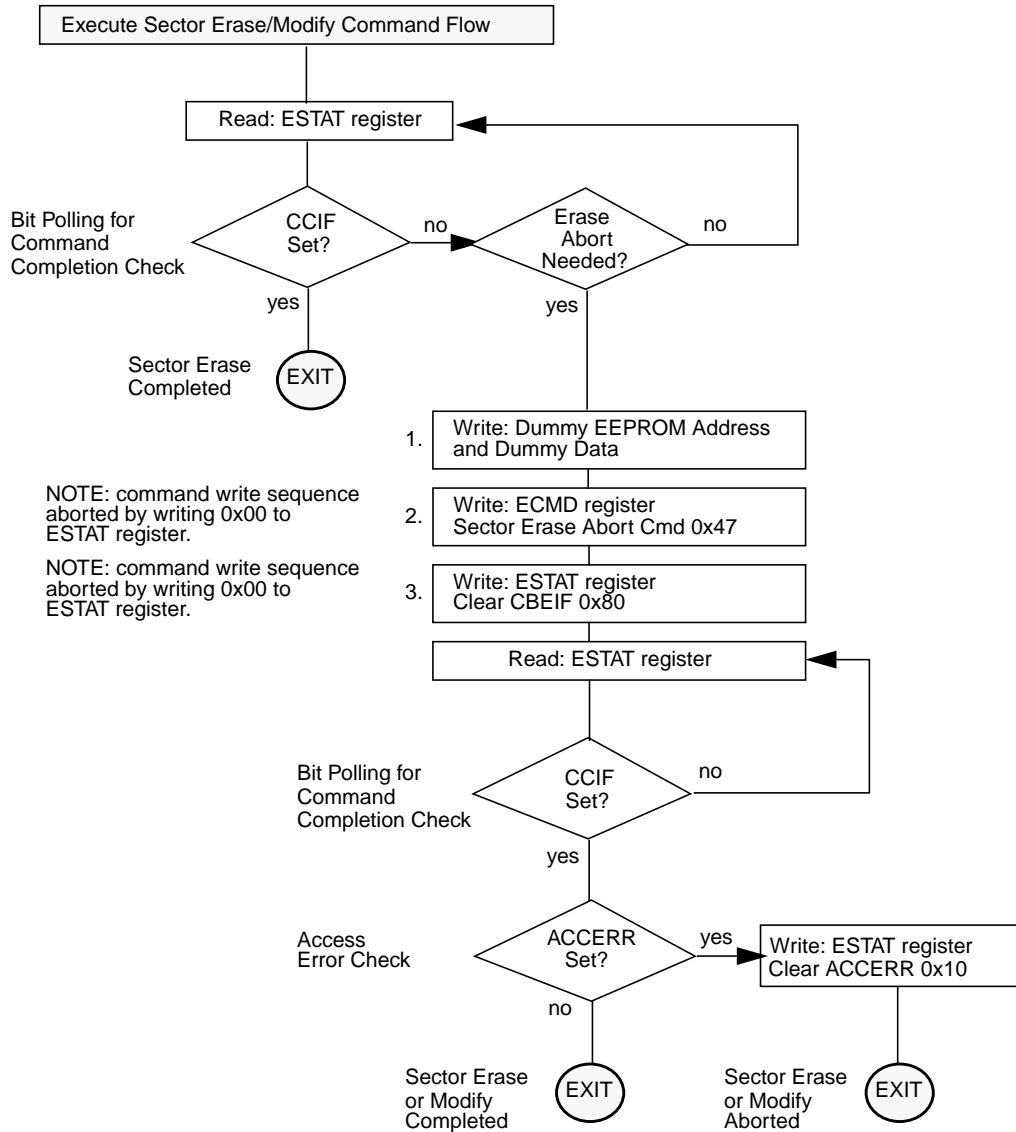 Execute Sector Erase/Modify Command Flow
Read: ESTAT register
Bit Polling for
Command
Completion Check
CCIF
Set?
no
Erase
Abort
Needed?
no
yes
yes
Sector Erase
Completed
EXIT
1.
Write: Dummy EEPROM Address
and Dummy Data
NOTE: command write sequence
aborted by writing 0x00 to
ESTAT register.
2.
Write: ECMD register
Sector Erase Abort Cmd 0x47
NOTE: command write sequence
aborted by writing 0x00 to
ESTAT register.
3.
Write: ESTAT register
Clear CBEIF 0x80
Read: ESTAT register
Bit Polling for
Command
Completion Check
CCIF
Set?
no
yes
Access
Error Check
ACCERR
Set?
yes
Write: ESTAT register
Clear ACCERR 0x10
no
Sector Erase
or Modify
Completed
EXIT
Sector Erase
or Modify
Aborted
EXIT